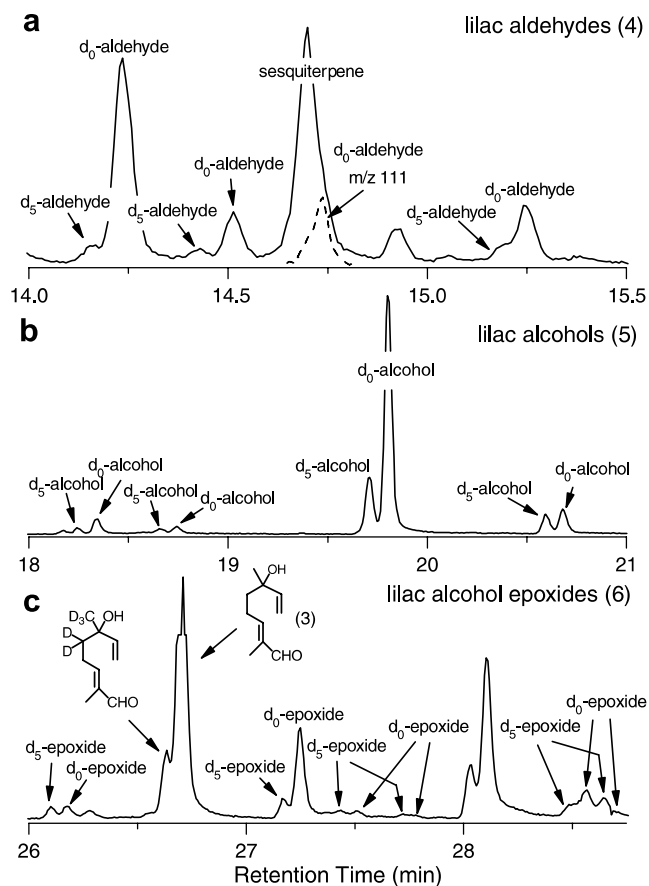 a
lilac aldehydes (4)
d0-aldehyde
sesquiterpene
d0-aldehyde
m/z 111
d0-aldehyde
d0-aldehyde
d5-aldehyde
d5-aldehyde
d5-aldehyde
14.0 14.5 15.0 15.5
b
lilac alcohols (5)
d0-alcohol
d5-alcohol
d0-alcohol
d5-alcohol
d5-alcohol
d0-alcohol
d5-alcohol
d0-alcohol
18 19 20 21
c
lilac alcohol epoxides (6)
D3C OH
D
D
CHO
OH
(3)
CHO
d0-epoxide
d0-epoxide
d0-epoxide
d5-epoxide
d5-epoxide
d5-epoxide
d0-epoxide
d5-epoxide
26 27 28
Retention Time (min)